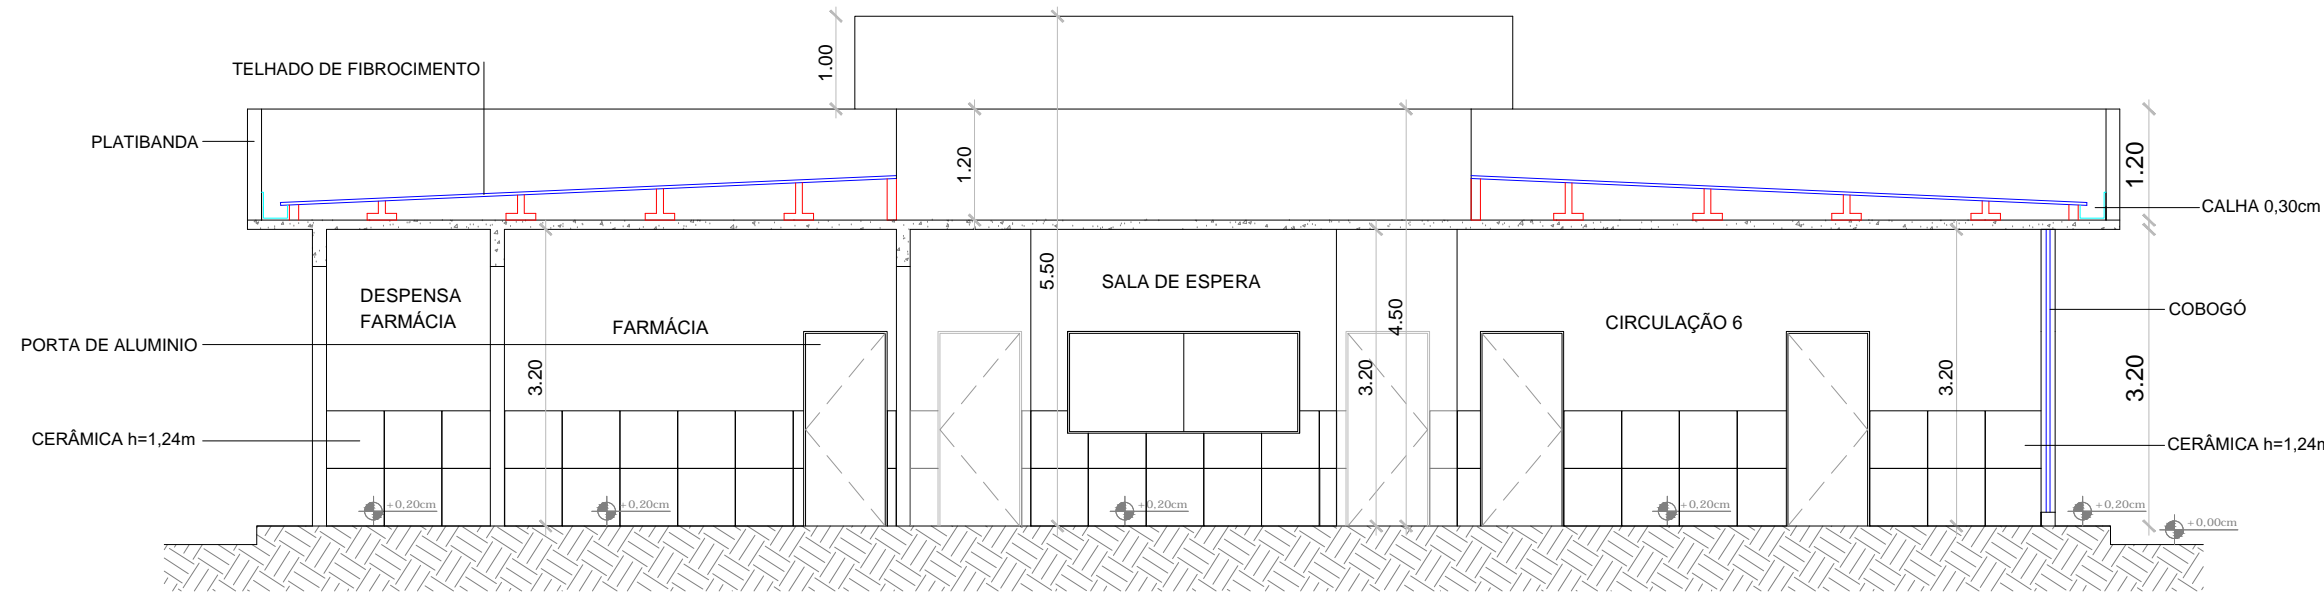 1.00
TELHADO DE FIBROCIMENTO
PLATIBANDA
1.20
1.20
CALHA 0,30cm
5.50
SALA DE ESPERA
DESPENSA
FARMÁCIA
FARMÁCIA
4.50
CIRCULAÇÃO 6
COBOGÓ
PORTA DE ALUMINIO
3.20
3.20
3.20
3.20
CERÂMICA h=1,24m
CERÂMICA h=1,24m
+0,20cm
+0,20cm
+0,20cm
+0,20cm
+0,20cm
+0,00cm